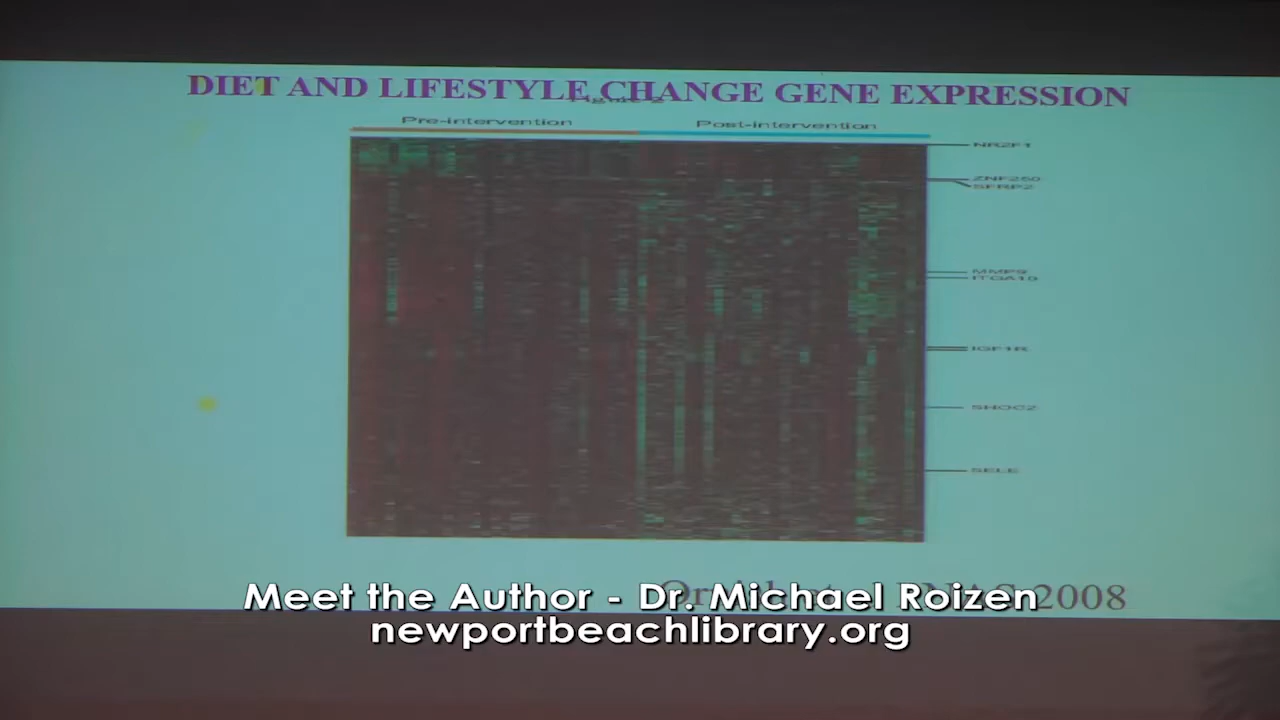 DIET AND LIFESTYLE CHANGE GENE EXPRESSION
Pre-intervention
Post-intervention
NR2F1
ZNF260
SFRP2
MMP9
ITGA10
IGF1R
SHOC2
SELE
2008
Meet the Author - Dr. Michael Roizen
newportbeachlibrary.org